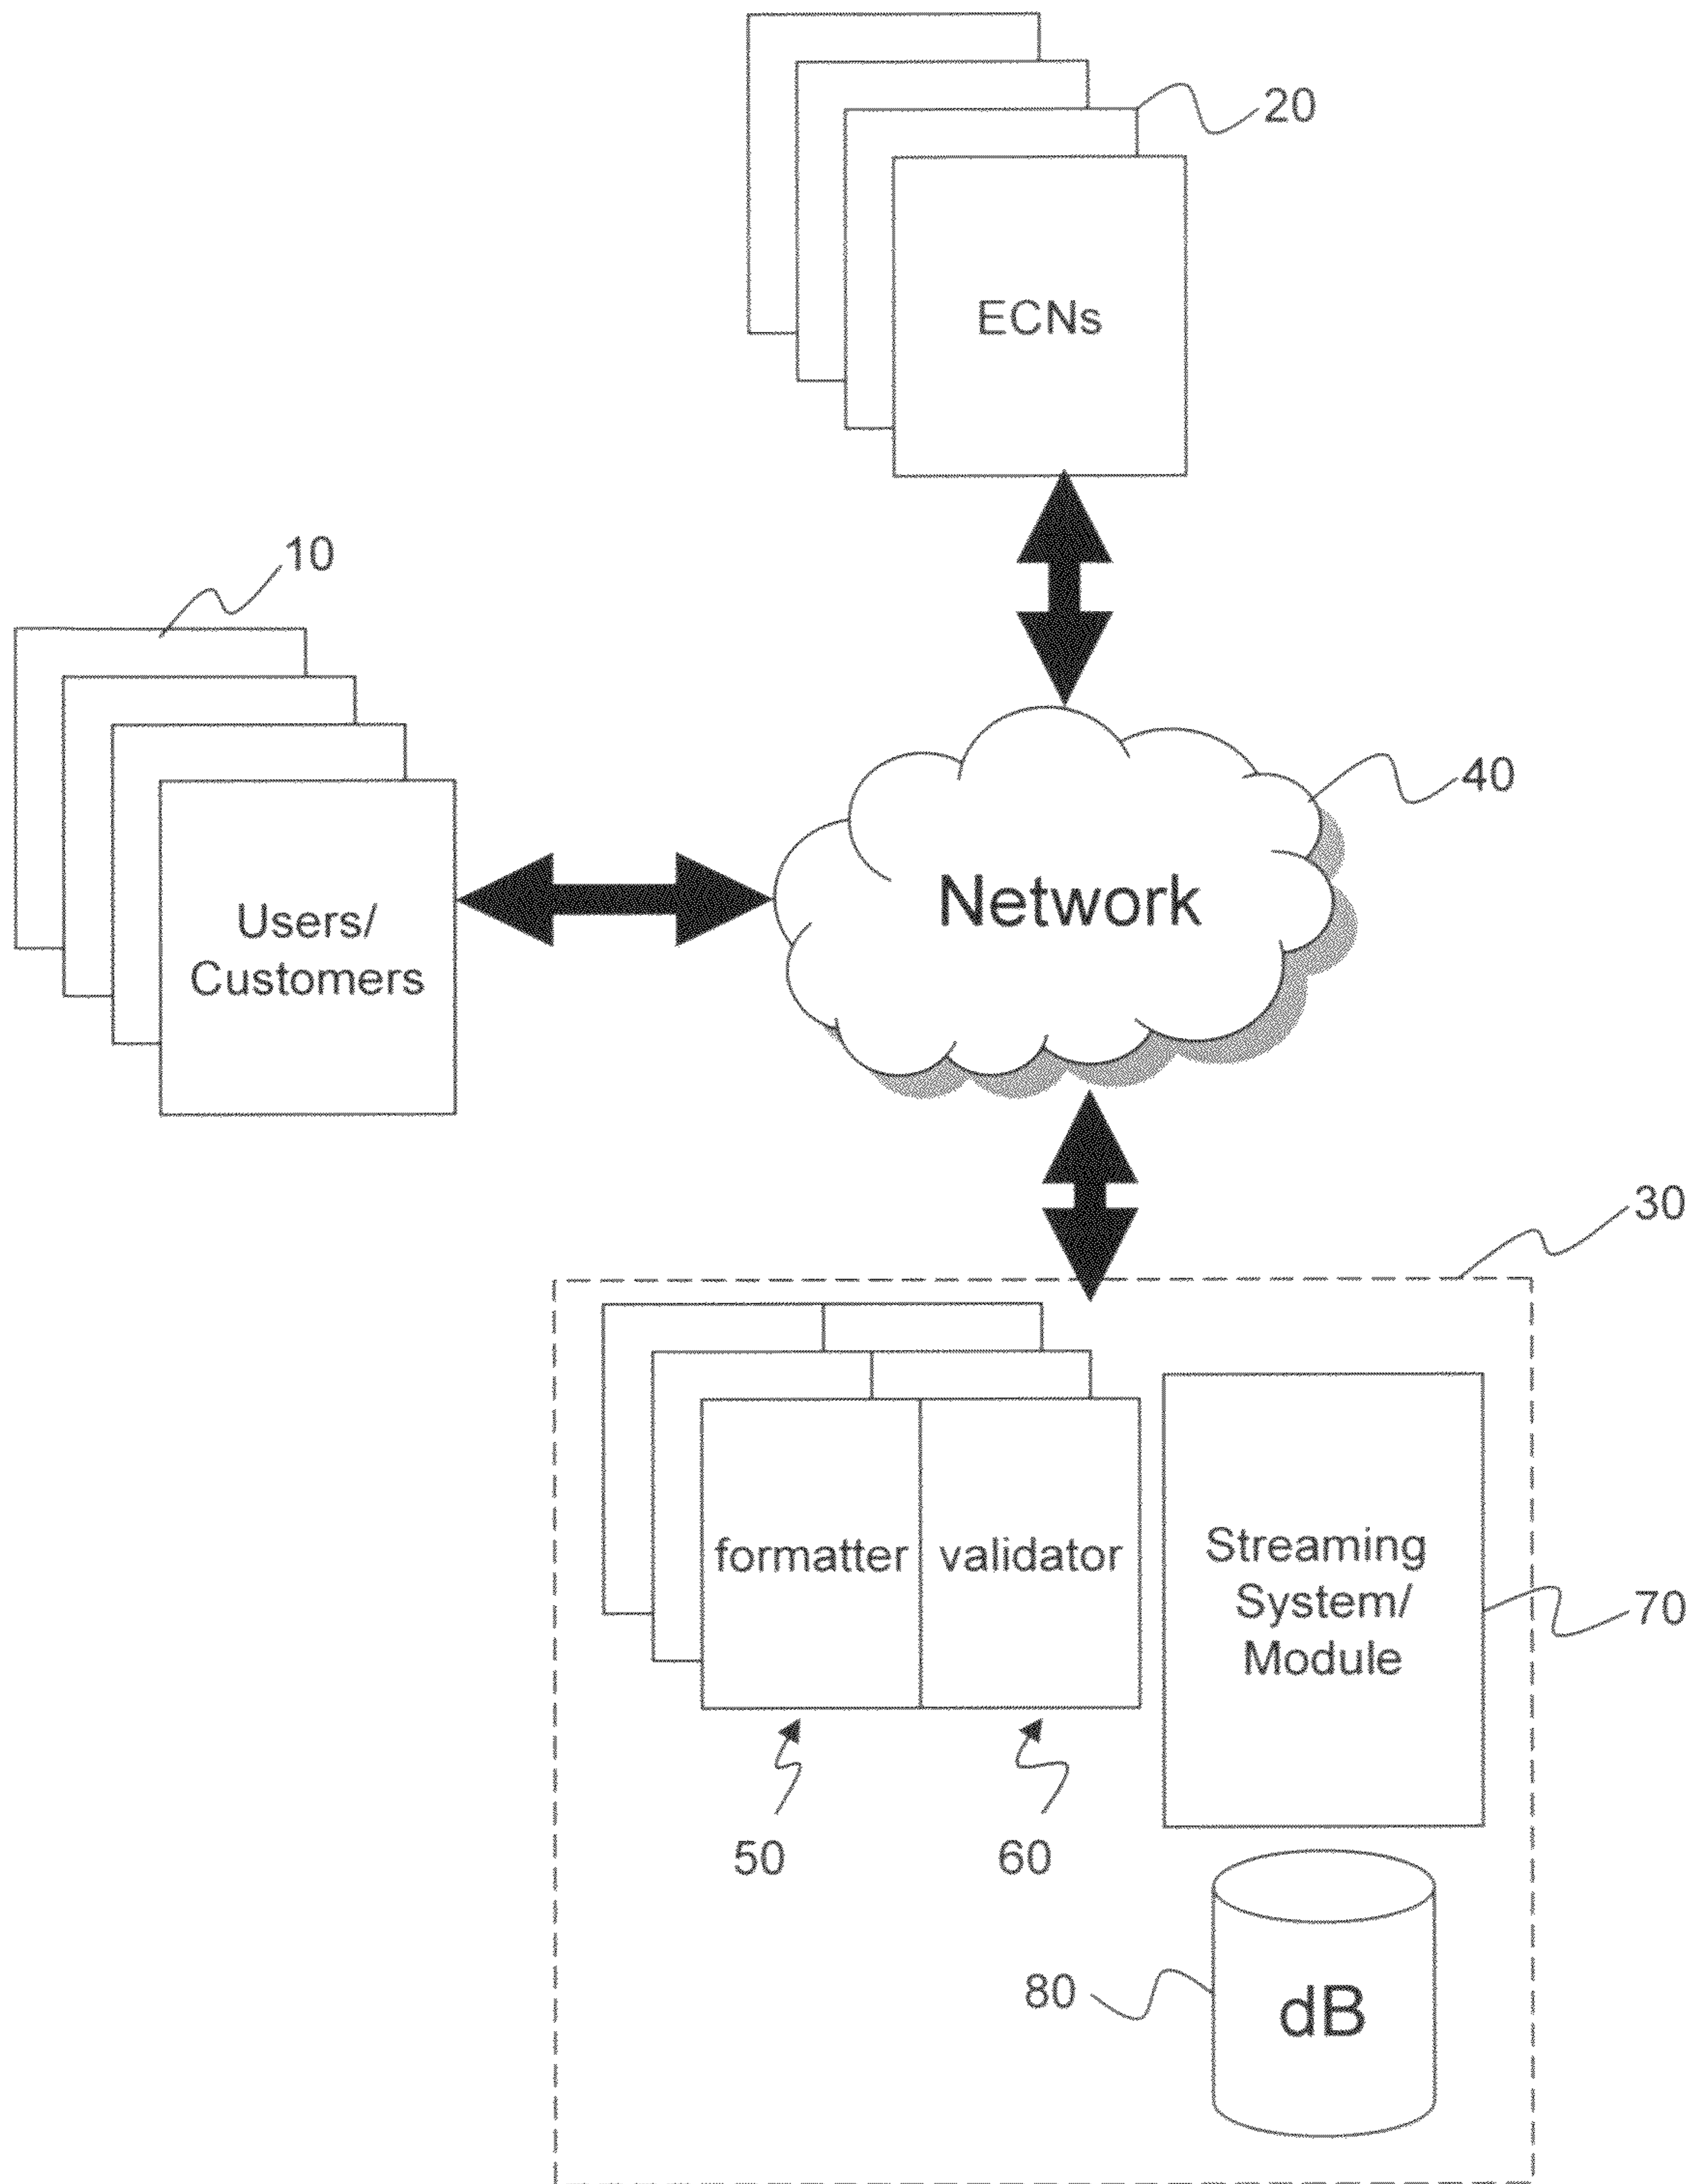 20
ECNs
10
Users/
Customers
40
Network
30
formatter
validator
Streaming
System/
Module
70
50
60
80
dB